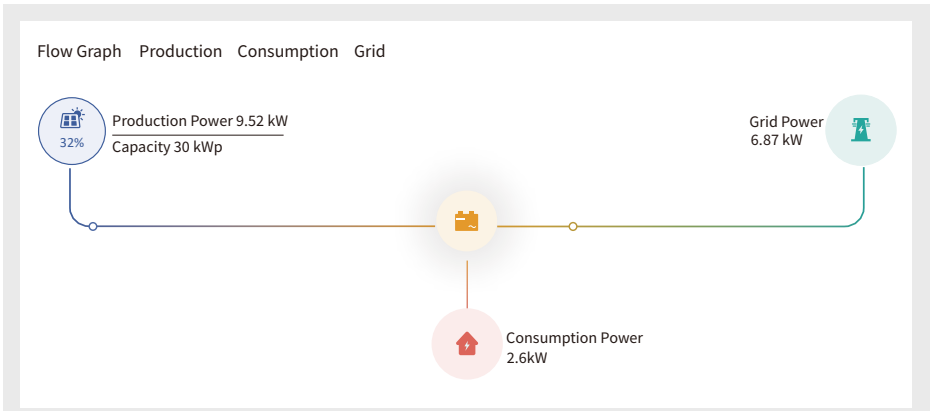 Flow Graph Production Consumption Grid
32%
Production Power 9.52 kW
Capacity 30 kWp
Grid Power
6.87 kW
Consumption Power
2.6kW